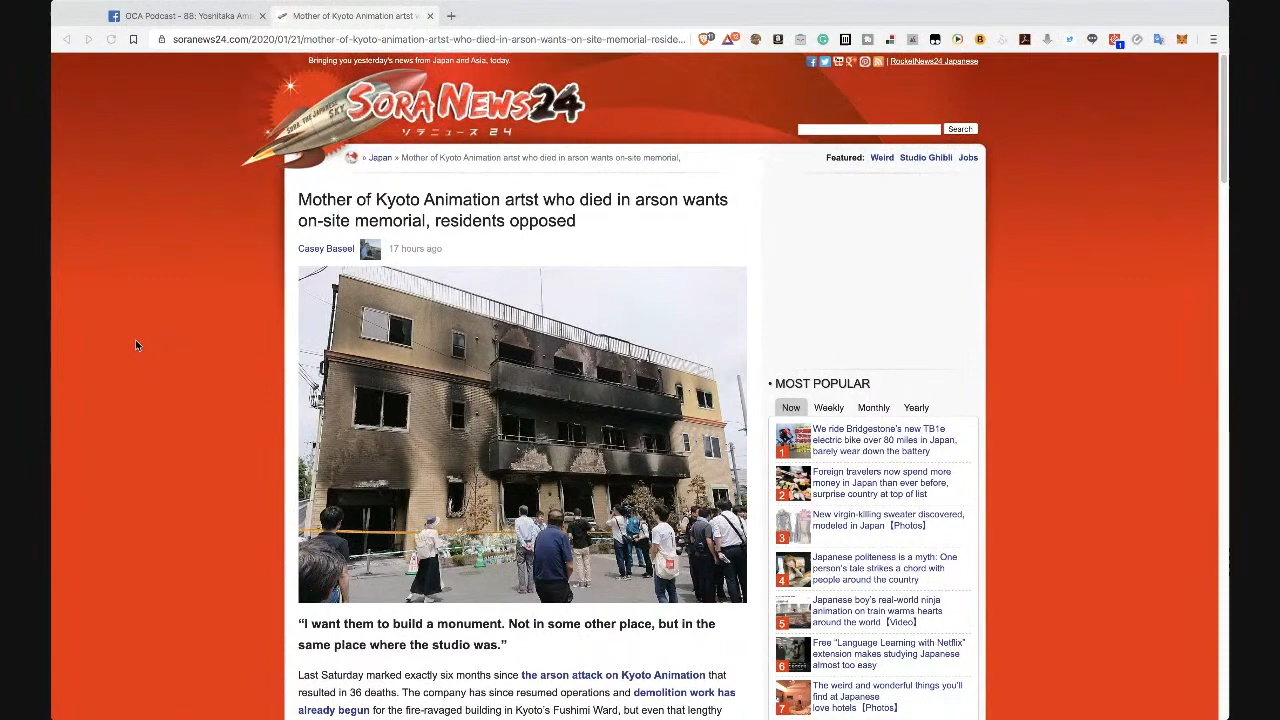 OCA Podcast - 88: Yoshitaka Am
Mother of Kyoto Animation artst w
soranews24.com/2020/01/21/mother-of-kyoto-animation-artst-who-died-in-arson-wants-on-site-memorial-reside...
Bringing you yesterday's news from Japan and Asia, today.
RocketNews24 Japanese
SORA, THE JAPANESE SKY
SORA NEWS24
ソラニュース 24
Search
» Japan » Mother of Kyoto Animation artst who died in arson wants on-site memorial,
Featured: Weird Studio Ghibli Jobs
Mother of Kyoto Animation artst who died in arson wants
on-site memorial, residents opposed
Casey Baseel 17 hours ago
“I want them to build a monument. Not in some other place, but in the
same place where the studio was.”
Last Saturday marked exactly six months since the arson attack on Kyoto Animation that
resulted in 36 deaths. The company has since resumed operations and demolition work has
already begun for the fire-ravaged building in Kyoto's Fushimi Ward, but even that lengthy
• MOST POPULAR
Now Weekly Monthly Yearly
1
We ride Bridgestone's new TB1e
electric bike over 80 miles in Japan,
barely wear down the battery
2
Foreign travelers now spend more
money in Japan than ever before,
surprise country at top of list
3
New virgin-killing sweater discovered,
modeled in Japan【Photos】
4
Japanese politeness is a myth: One
person's tale strikes a chord with
people around the country
5
Japanese boy's real-world ninja
animation on train warms hearts
around the world【Video】
6
Free “Language Learning with Netflix”
extension makes studying Japanese
almost too easy
7
The weird and wonderful things you'll
find at Japanese
love hotels【Photos】